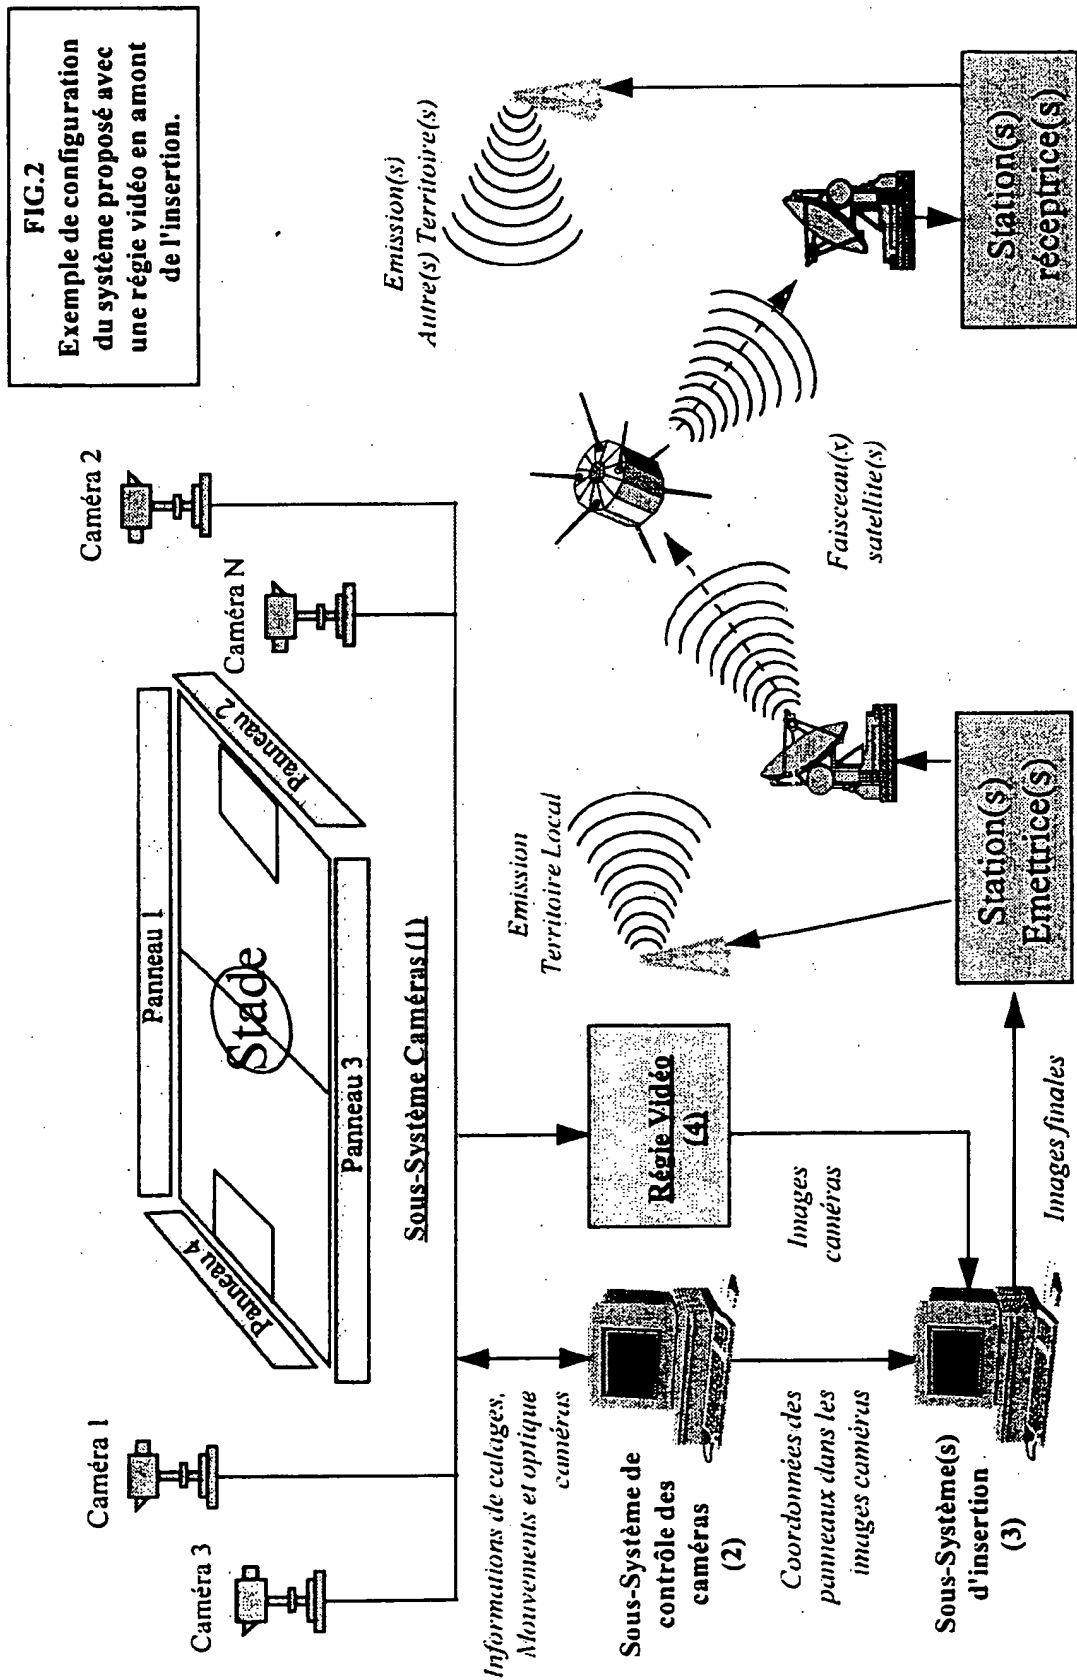 FIG.2
Exemple de configuration
du système proposé avec
une régie vidéo en amont
de l'insertion.
Caméra 3
Caméra 1
Caméra N
Caméra 2
Panneau 1
Panneau 4
Stade
Panneau 2
Panneau 3
Sous-Système Caméras (1)
Informations de calages,
Mouvements et optique
caméras
Sous-Système de
contrôle des
caméras
(2)
Régie Vidéo
(4)
Emission
Territoire Local
Emission(s)
Autre(s) Territoire(s)
Coordonnées des
panneaux dans les
images caméras
Images
caméras
Faisceau(x)
satellite(s)
Sous-Système(s)
d'insertion
(3)
Images finales
Station(s)
Emettrice(s)
Station(s)
réceptrice(s)